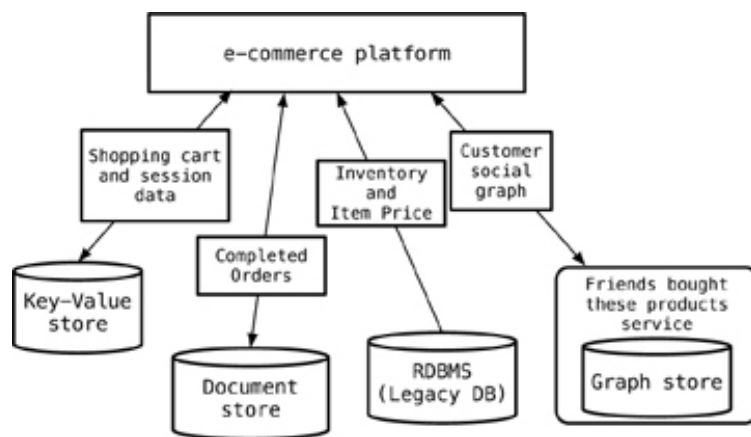 e-commerce platform
Shopping cart
and session
data
Completed
Orders
Inventory
and
Item Price
Customer
social
graph
Key-Value
store
Document
store
RDBMS
(Legacy DB)
Friends bought
these products
service
Graph store